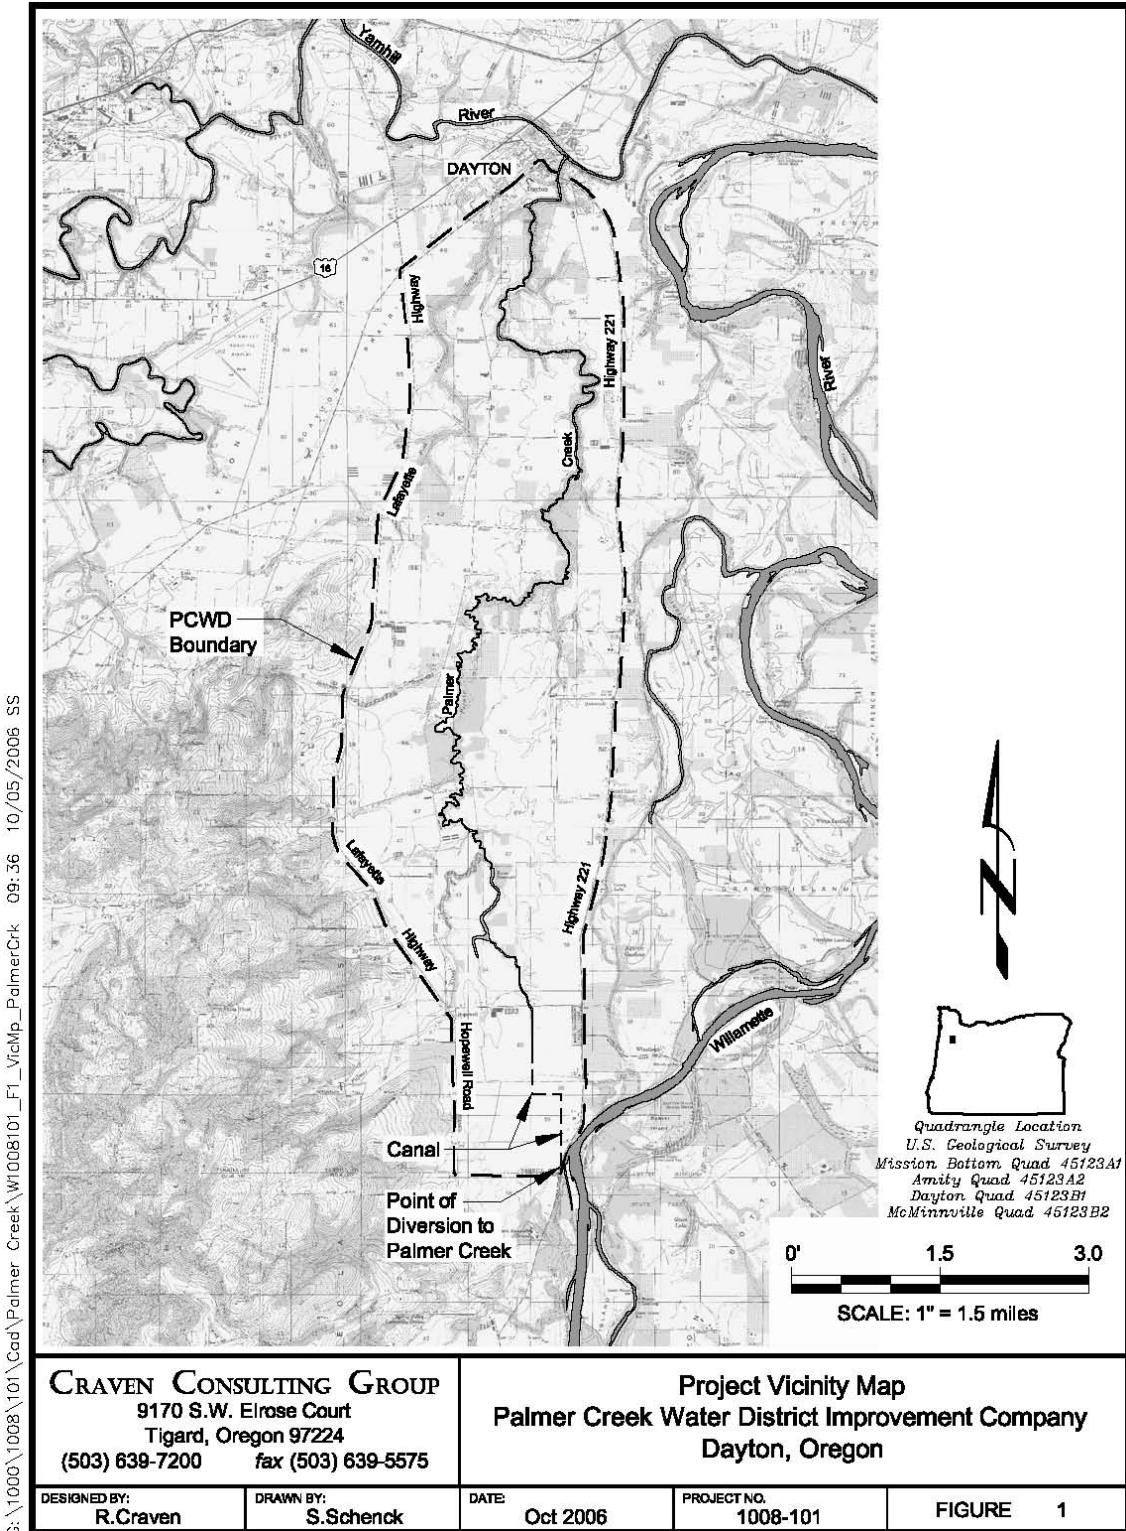 Yamhill
River
DAYTON
Dayton
18
Highway
Highway 221
River
Creek
Lafayette
PCWD
Boundary
Palmer
Lafayette
Highway 221
GRAND ISLAND
Highway
Willamette
Hopewell Road
Canal
Point of
Diversion to
Palmer Creek
N
Quadrangle Location
U.S. Geological Survey
Mission Bottom Quad 45123A1
Amity Quad 45123A2
Dayton Quad 45123B1
McMinnville Quad 45123B2
0' 1.5 3.0
SCALE: 1" = 1.5 miles
:\1000\1008\101\Cad\Palmer Creek\W1008101_F1_VicMp_PalmerCrk 09:36 10/05/2006 SS
CRAVEN CONSULTING GROUP
9170 S.W. Elrose Court
Tigard, Oregon 97224
(503) 639-7200 fax (503) 639-5575
Project Vicinity Map
Palmer Creek Water District Improvement Company
Dayton, Oregon
DESIGNED BY:
R.Craven
DRAWN BY:
S.Schenck
DATE:
Oct 2006
PROJECT NO.
1008-101
FIGURE 1